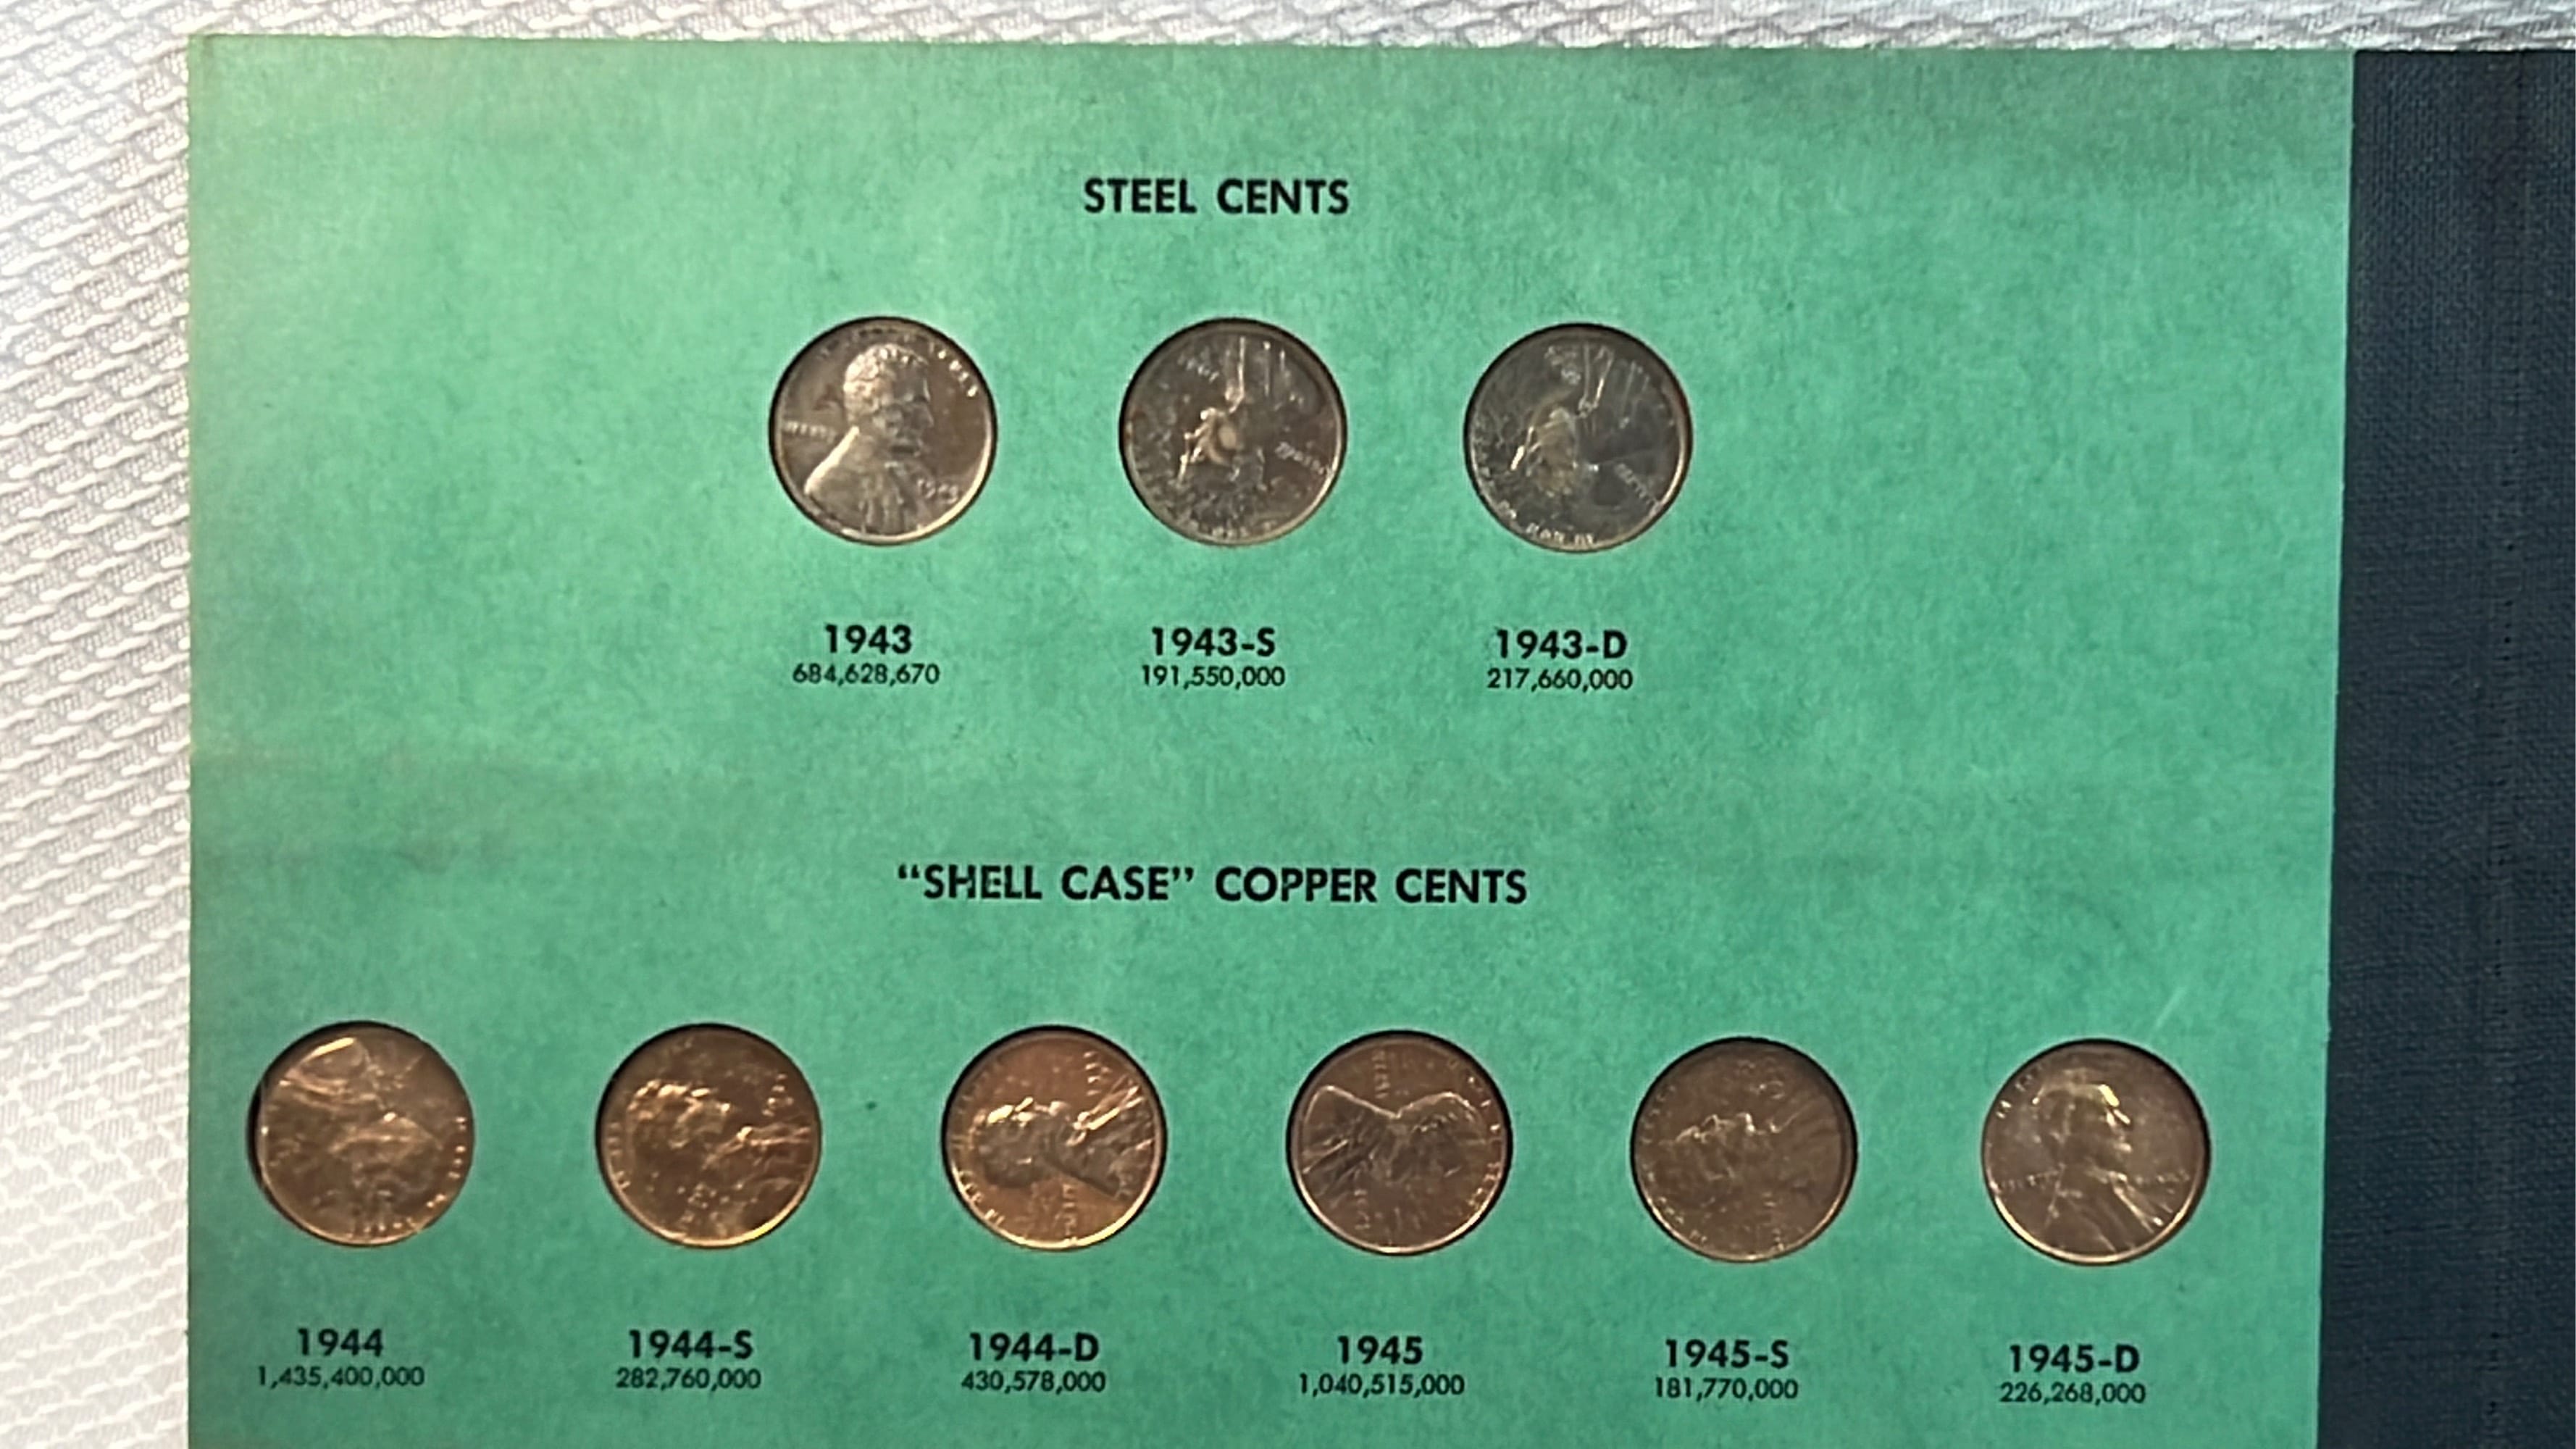 STEEL CENTS
1943 1943-S 1943-D
684,628,670 191,550,000 217,660,000
“SHELL CASE” COPPER CENTS
1944 1944-S 1944-D 1945 1945-S 1945-D
1,435,400,000 282,760,000 430,578,000 1,040,515,000 181,770,000 226,268,000